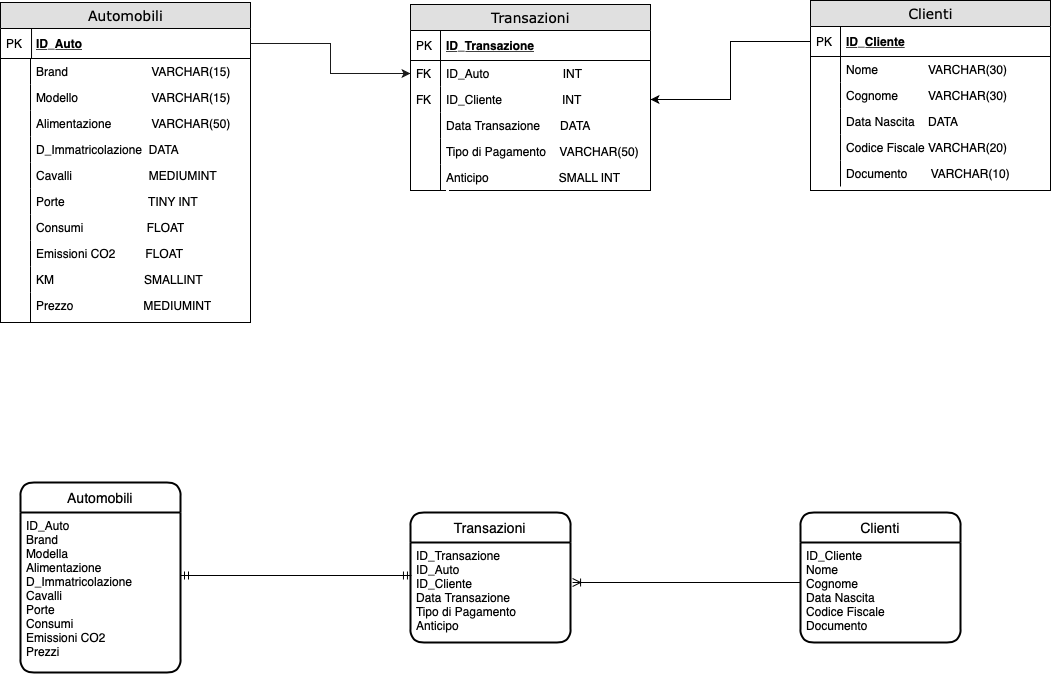 Automobili
PK ID_Auto
Brand VARCHAR(15)
Modello VARCHAR(15)
Alimentazione VARCHAR(50)
D_Immatricolazione DATA
Cavalli MEDIUMINT
Porte TINY INT
Consumi FLOAT
Emissioni CO2 FLOAT
KM SMALLINT
Prezzo MEDIUMINT
Transazioni
PK ID_Transazione
FK ID_Auto INT
FK ID_Cliente INT
Data Transazione DATA
Tipo di Pagamento VARCHAR(50)
Anticipo SMALL INT
Clienti
PK ID_Cliente
Nome VARCHAR(30)
Cognome VARCHAR(30)
Data Nascita DATA
Codice Fiscale VARCHAR(20)
Documento VARCHAR(10)
Automobili
ID_Auto
Brand
Modella
Alimentazione
D_Immatricolazione
Cavalli
Porte
Consumi
Emissioni CO2
Prezzi
Transazioni
ID_Transazione
ID_Auto
ID_Cliente
Data Transazione
Tipo di Pagamento
Anticipo
Clienti
ID_Cliente
Nome
Cognome
Data Nascita
Codice Fiscale
Documento